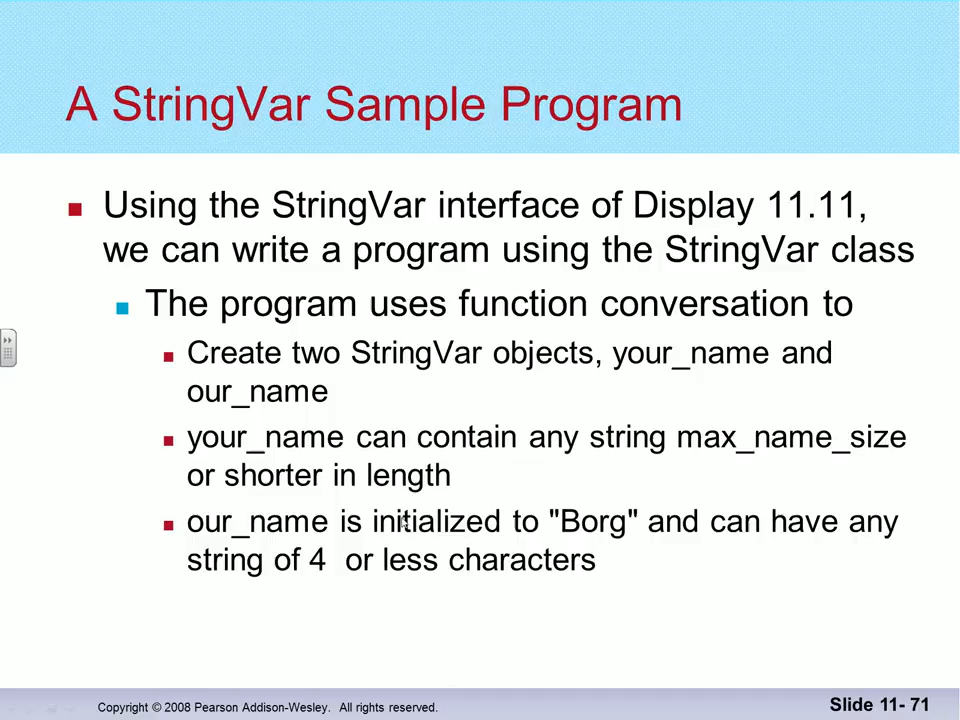 A StringVar Sample Program
Using the StringVar interface of Display 11.11,
we can write a program using the StringVar class
The program uses function conversation to
Create two StringVar objects, your_name and
our_name
your_name can contain any string max_name_size
or shorter in length
our_name is initialized to "Borg" and can have any
string of 4  or less characters
Copyright © 2008 Pearson Addison-Wesley.  All rights reserved.
Slide 11- 71